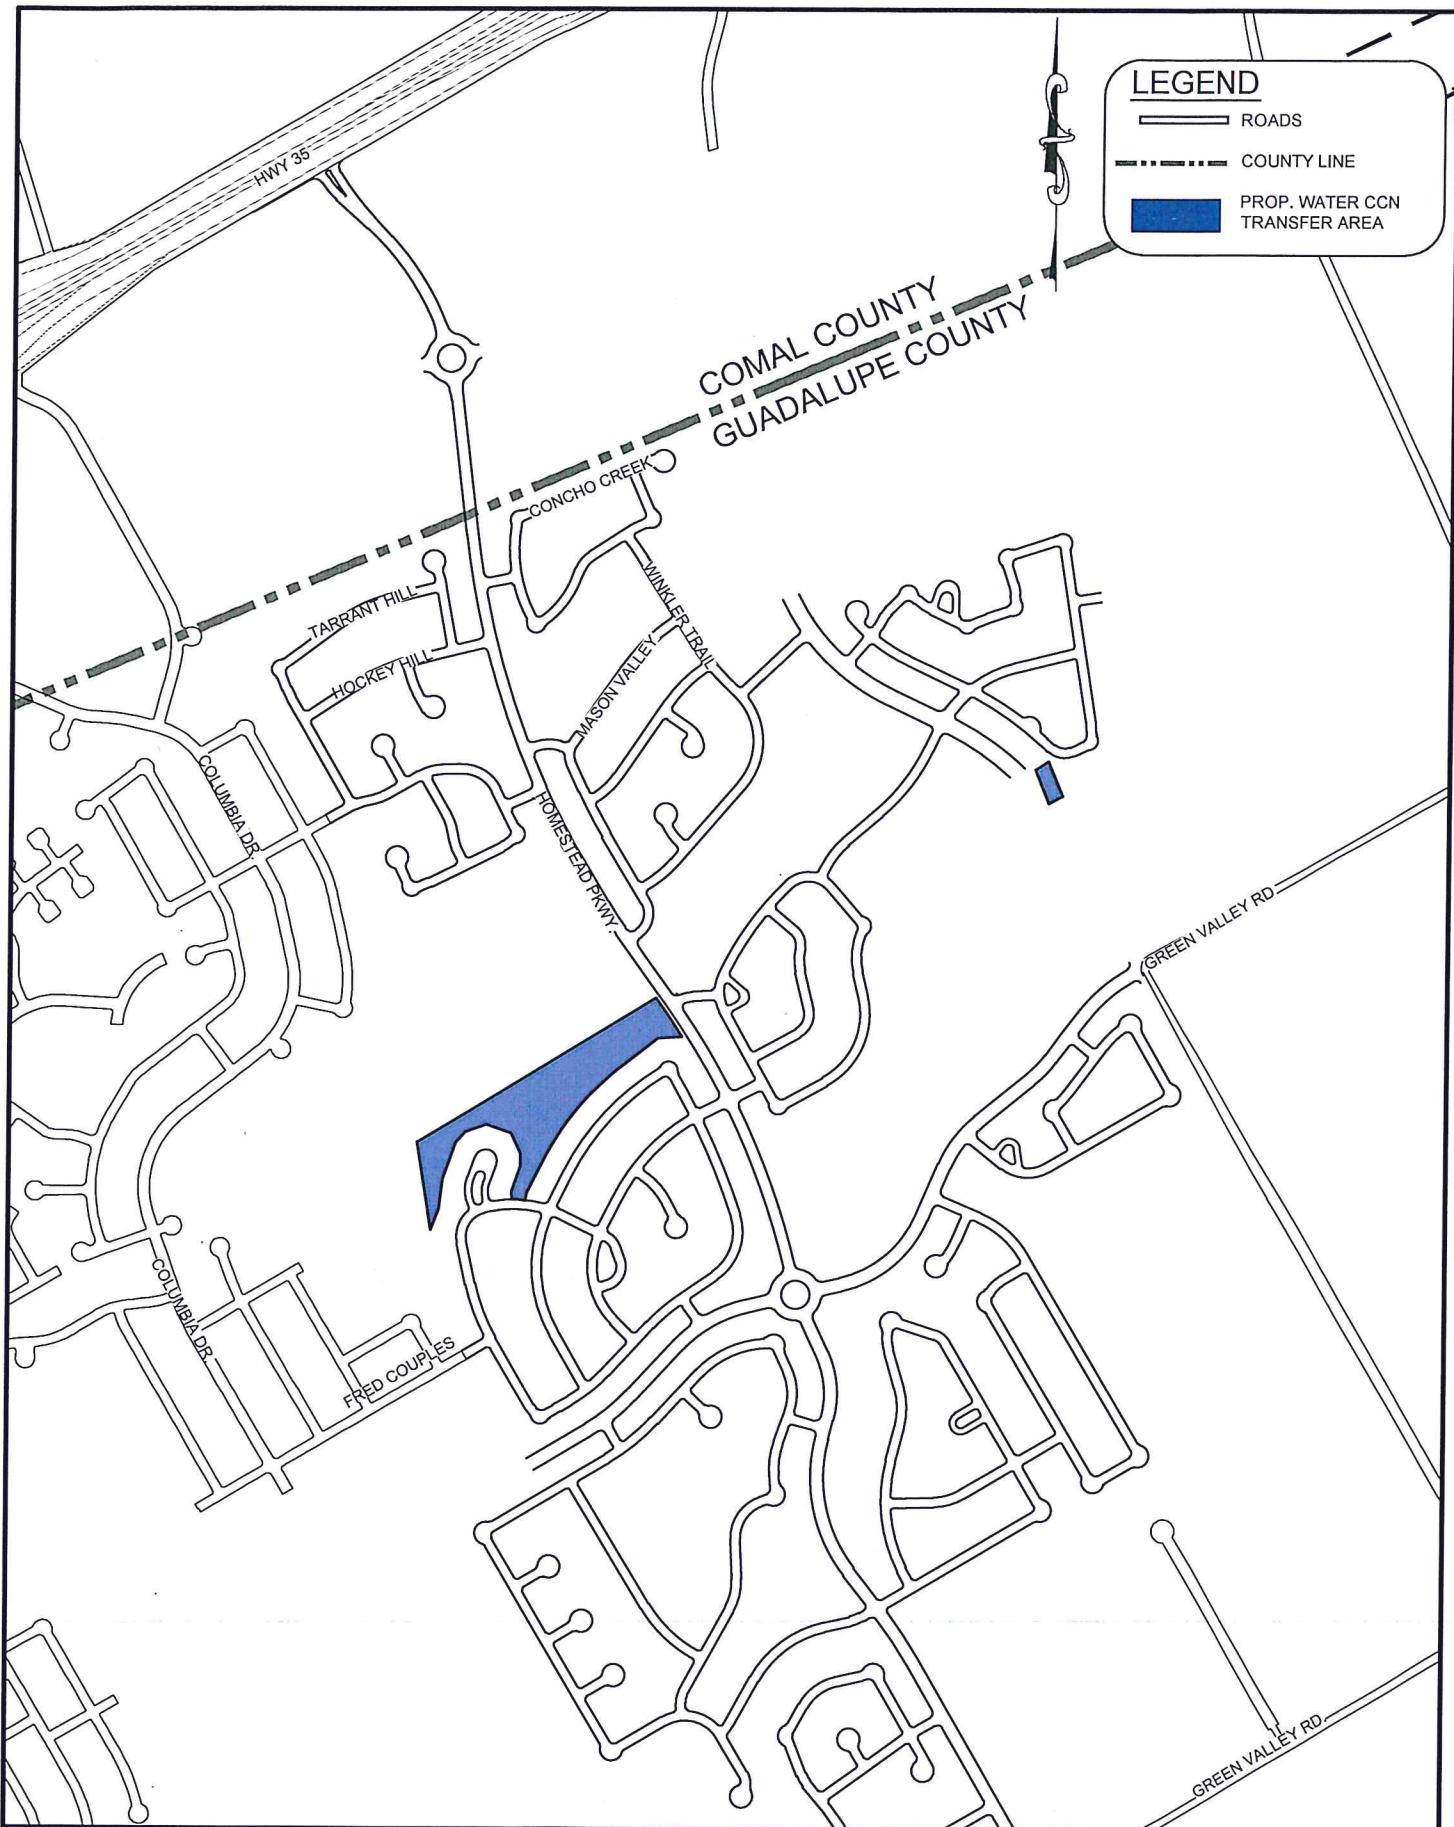 LEGEND
ROADS
COUNTY LINE
PROP. WATER CCN
TRANSFER AREA
HWY 35
COMAL COUNTY
GUADALUPE COUNTY
CONCHO CREEK
TARRANT HILL
WINKLER TRAIL
HOCKEY HILL
MASON VALLEY
COLUMBIA DR.
HOMESTEAD PKWY.
GREEN VALLEY RD
COLUMBIA DR.
FRED COUPLES
GREEN VALLEY RD.